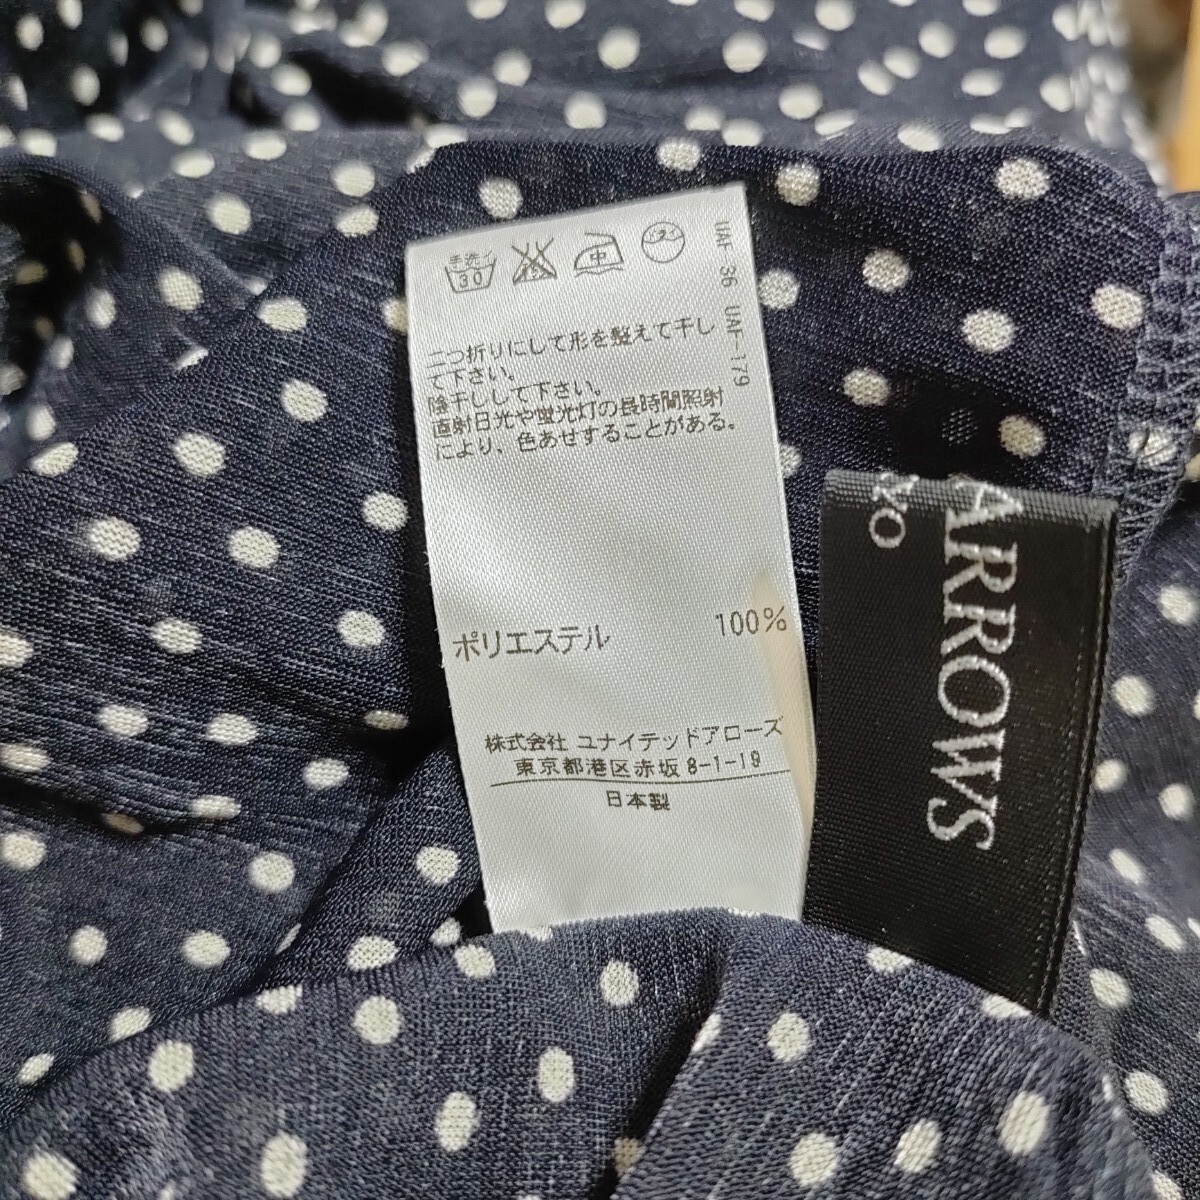 手洗イ
30
中
UAF-36 UAF-179
二つ折りにして形を整えて干し
て下さい。
陰干しして下さい。
直射日光や蛍光灯の長時間照射
により、色あせすることがある。
ポリエステル 100%
株式会社 ユナイテッドアローズ
東京都港区赤坂 8-1-19
日本製
ARROWS